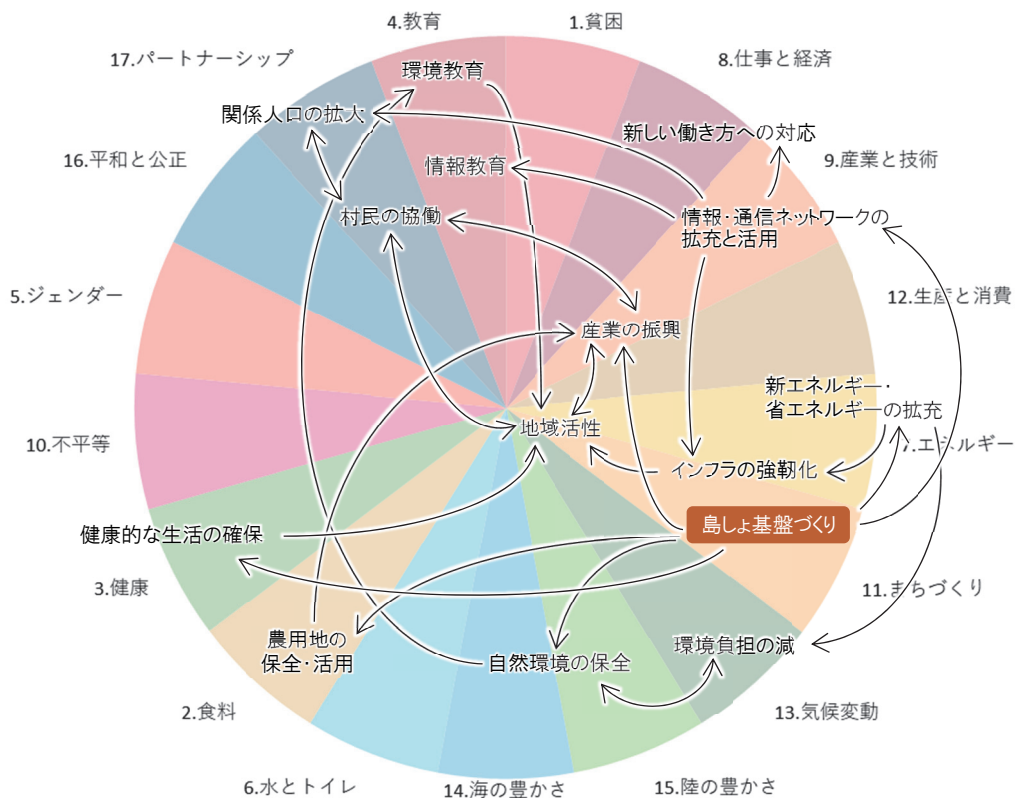 4.教育
1.貧困
17.パートナーシップ
8.仕事と経済
環境教育
関係人口の拡大
新しい働き方への対応
16.平和と公正
情報教育
9.産業と技術
村民の協働
情報・通信ネットワークの
拡充と活用
5.ジェンダー
12.生産と消費
産業の振興
新エネルギー・
省エネルギーの拡充
地域活性
10.不平等
7.エネルギー
インフラの強靭化
島しょ基盤づくり
健康的な生活の確保
3.健康
11.まちづくり
農用地の
保全・活用
自然環境の保全
環境負担の減
2.食料
13.気候変動
6.水とトイレ
14.海の豊かさ
15.陸の豊かさ